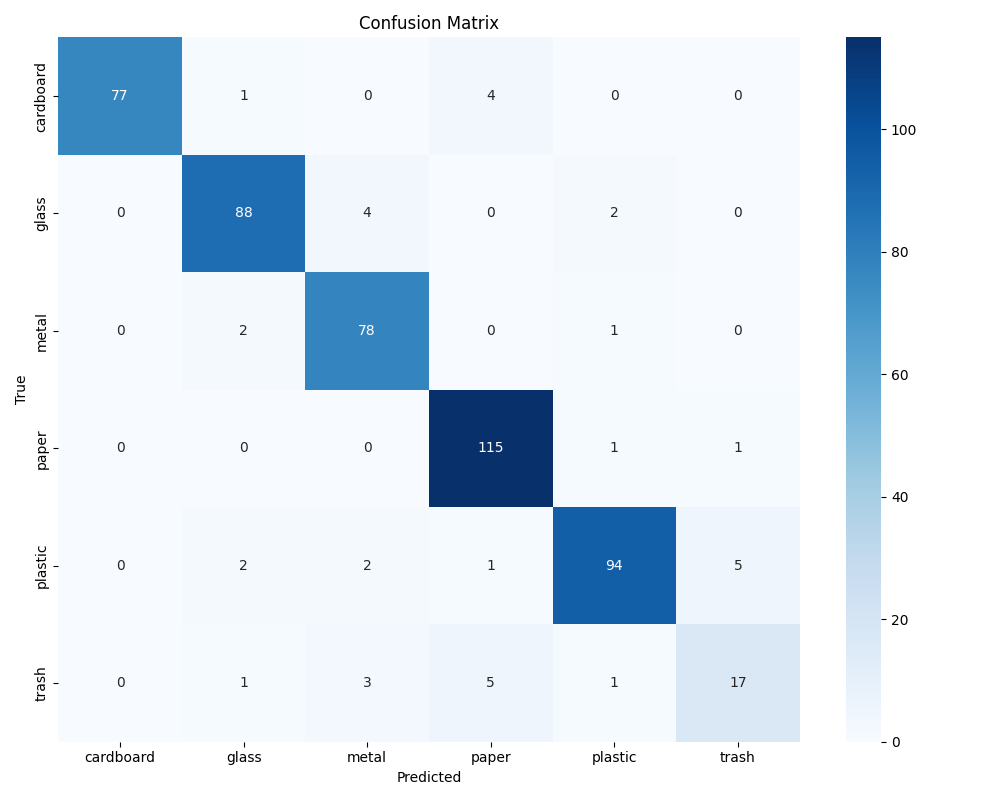 Confusion Matrix
cardboard 77 1 0 4 0 0
glass 0 88 4 0 2 0
metal 0 2 78 0 1 0
paper 0 0 0 115 1 1
plastic 0 2 2 1 94 5
trash 0 1 3 5 1 17
True
cardboard glass metal paper plastic trash
Predicted
100
80
60
40
20
0